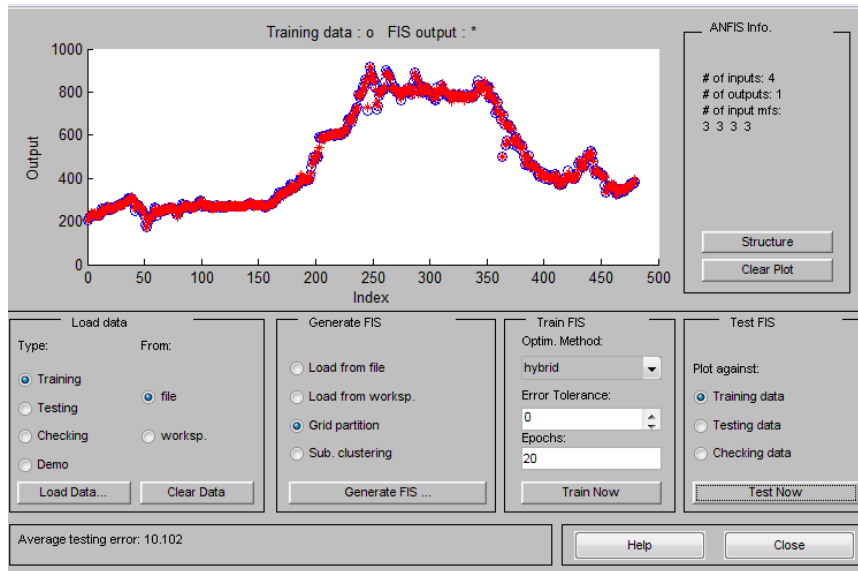 Training data : o   FIS output : *
1000
800
600
400
200
0
Output
0 50 100 150 200 250 300 350 400 450 500
Index
ANFIS Info.
# of inputs: 4
# of outputs: 1
# of input mfs:
3 3 3 3
Structure
Clear Plot
Load data
Type: From:
Training
Testing
Checking
Demo
file
worksp.
Load Data...
Clear Data
Generate FIS
Load from file
Load from worksp.
Grid partition
Sub. clustering
Generate FIS ...
Train FIS
Optim. Method:
hybrid
Error Tolerance:
0
Epochs:
20
Train Now
Test FIS
Plot against:
Training data
Testing data
Checking data
Test Now
Average testing error: 10.102
Help
Close